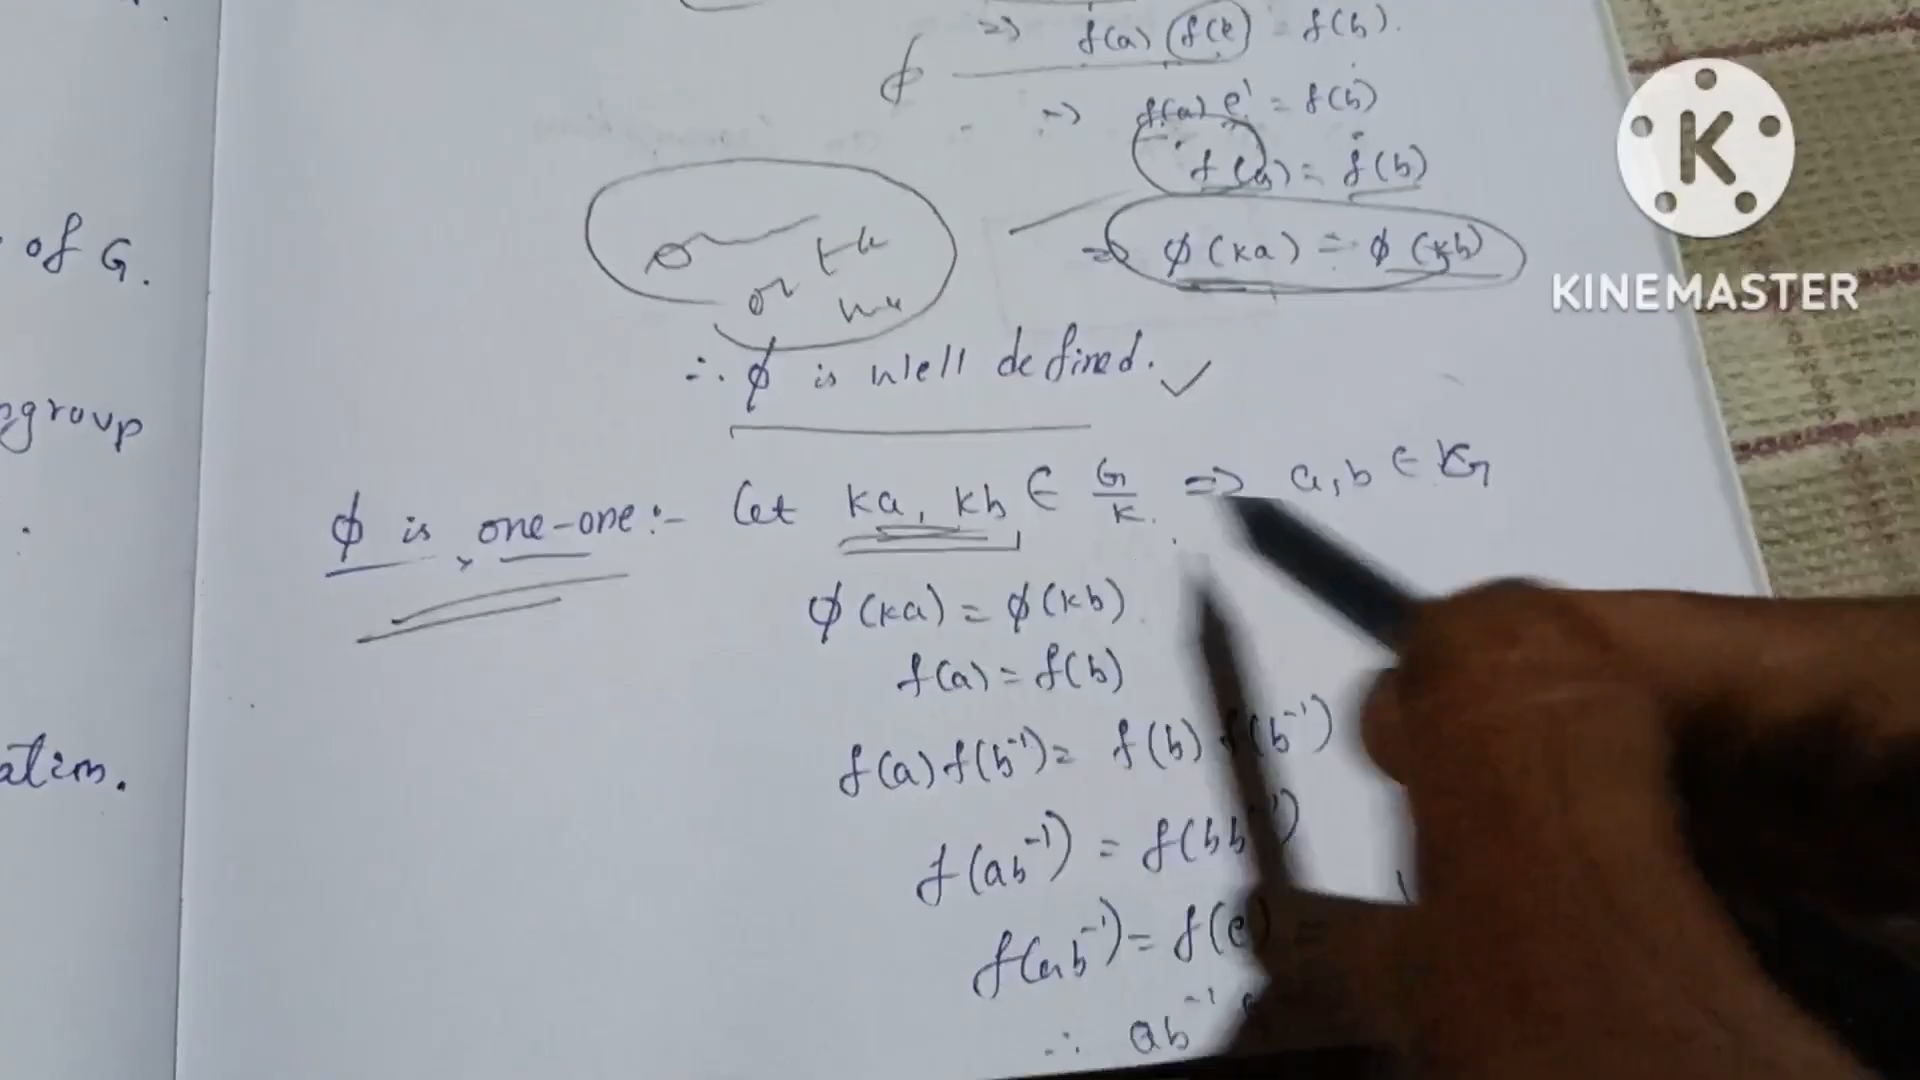 => f(a) f(e) = f(b).
ϕ
=> f(a) e' = f(b)
f(a) = f(b)
=> ϕ(ka) = ϕ(kb)
of G.
∴ ϕ is well defined. ✓
group
ϕ is one-one:- Let ka, kb ∈ G/K. => a, b ∈ G
ϕ(ka) = ϕ(kb)
f(a) = f(b)
f(a) f(b⁻¹) = f(b) f(b⁻¹)
f(ab⁻¹) = f(bb⁻¹)
f(ab⁻¹) = f(e) =
∴ ab⁻¹
K
KINEMASTER